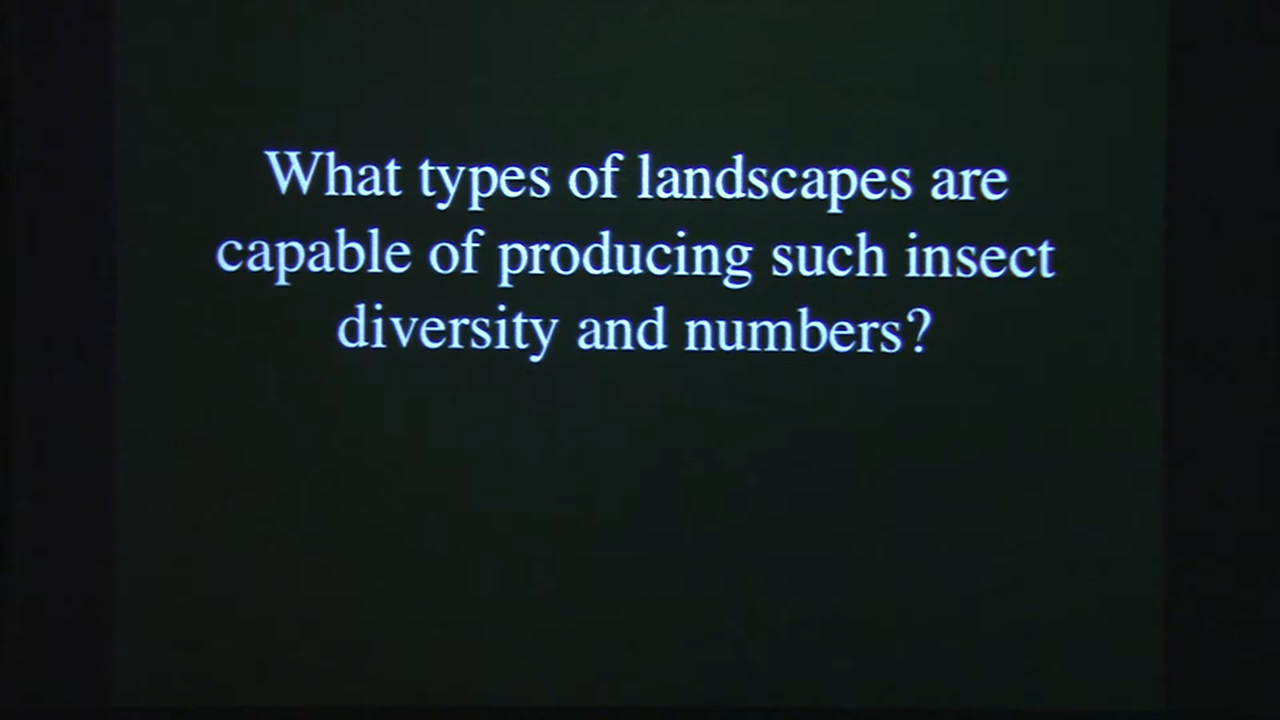 What types of landscapes are
capable of producing such insect
diversity and numbers?